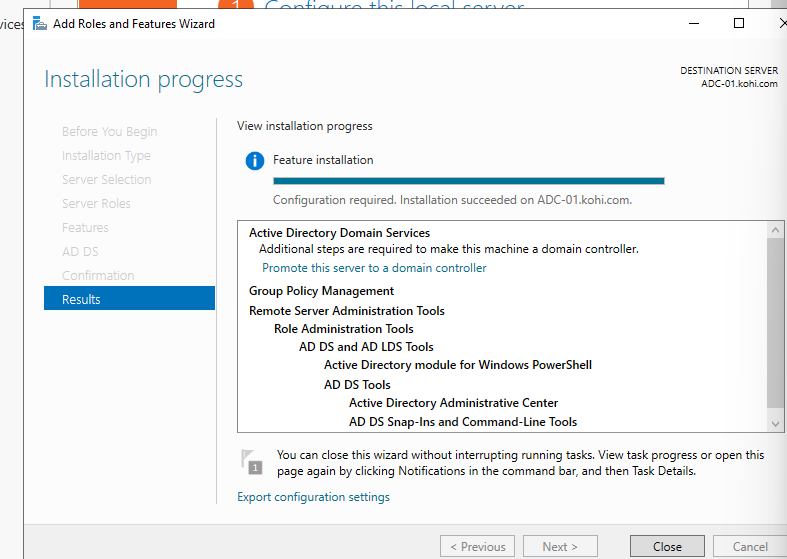 1 Configure this local server
vices
Add Roles and Features Wizard
Installation progress
DESTINATION SERVER
ADC-01.kohi.com
Before You Begin
Installation Type
Server Selection
Server Roles
Features
AD DS
Confirmation
Results
View installation progress
Feature installation
Configuration required. Installation succeeded on ADC-01.kohi.com.
Active Directory Domain Services
Additional steps are required to make this machine a domain controller.
Promote this server to a domain controller
Group Policy Management
Remote Server Administration Tools
Role Administration Tools
AD DS and AD LDS Tools
Active Directory module for Windows PowerShell
AD DS Tools
Active Directory Administrative Center
AD DS Snap-Ins and Command-Line Tools
1
You can close this wizard without interrupting running tasks. View task progress or open this
page again by clicking Notifications in the command bar, and then Task Details.
Export configuration settings
< Previous
Next >
Close
Cancel